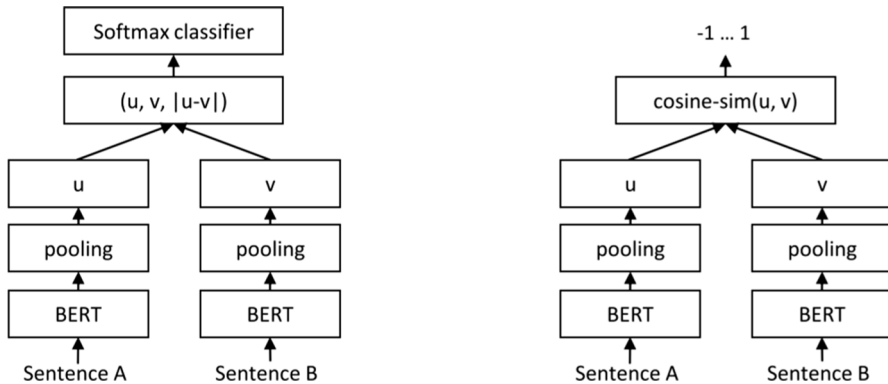 Softmax classifier
(u, v, |u-v|)
u
v
pooling
pooling
BERT
BERT
Sentence A
Sentence B
-1 … 1
cosine-sim(u, v)
u
v
pooling
pooling
BERT
BERT
Sentence A
Sentence B